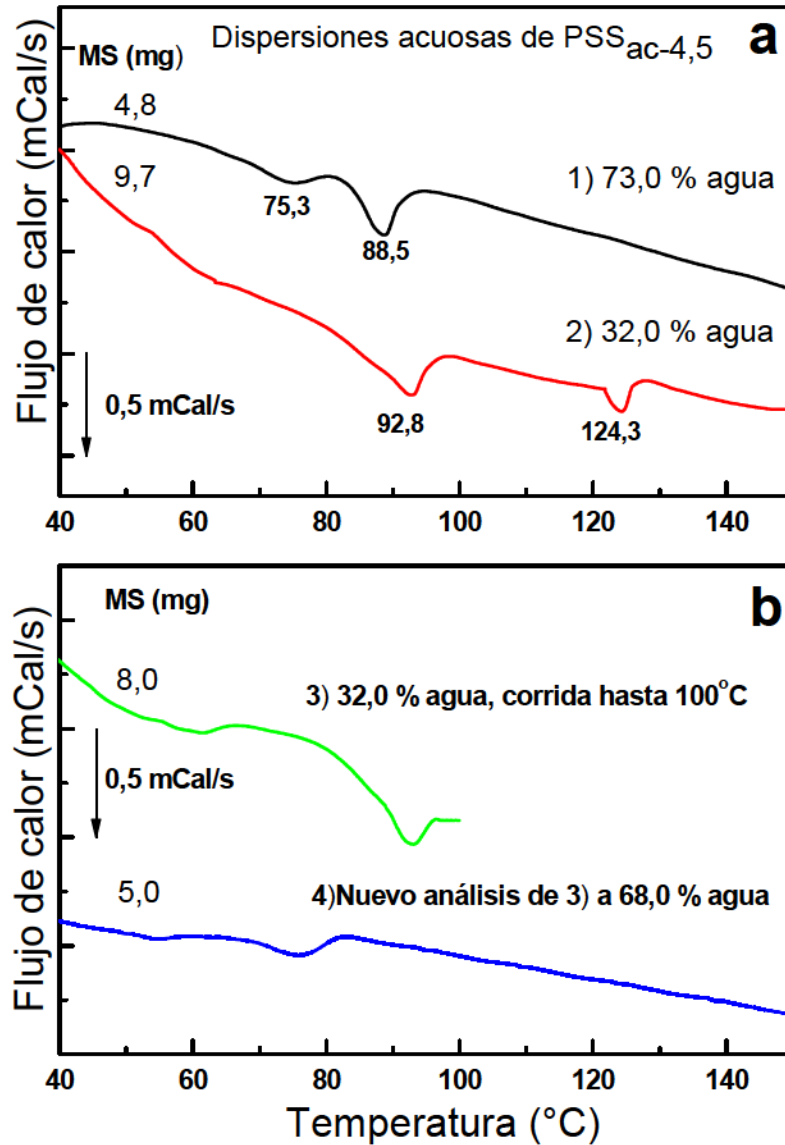 Dispersiones acuosas de PSS ac-4,5
a
MS (mg)
4,8
9,7
75,3
88,5
1) 73,0 % agua
2) 32,0 % agua
0,5 mCal/s
92,8
124,3
Flujo de calor (mCal/s)
40 60 80 100 120 140
b
MS (mg)
8,0
3) 32,0 % agua, corrida hasta 100°C
0,5 mCal/s
5,0
4)Nuevo análisis de 3) a 68,0 % agua
Flujo de calor (mCal/s)
40 60 80 100 120 140
Temperatura (°C)